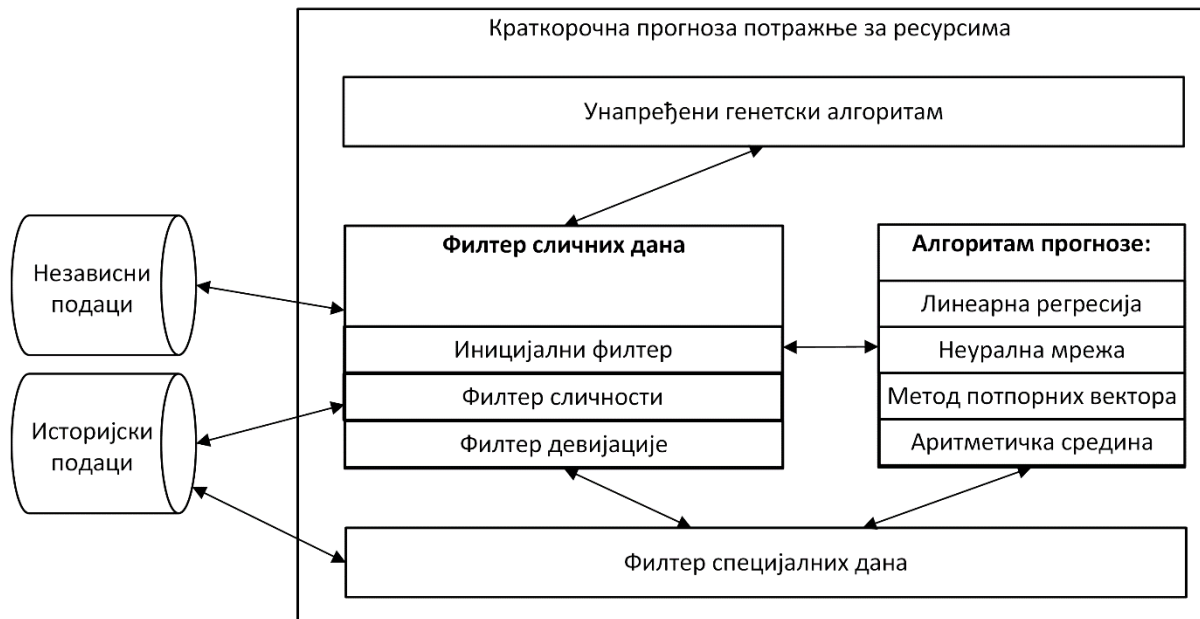 Краткорочна прогноза потражње за ресурсима
Унапређени генетски алгоритам
Независни
подаци
Историјски
подаци
Филтер сличних дана
Иницијални филтер
Филтер сличности
Филтер девијације
Алгоритам прогнозе:
Линеарна регресија
Неурална мрежа
Метод потпорних вектора
Аритметичка средина
Филтер специјалних дана